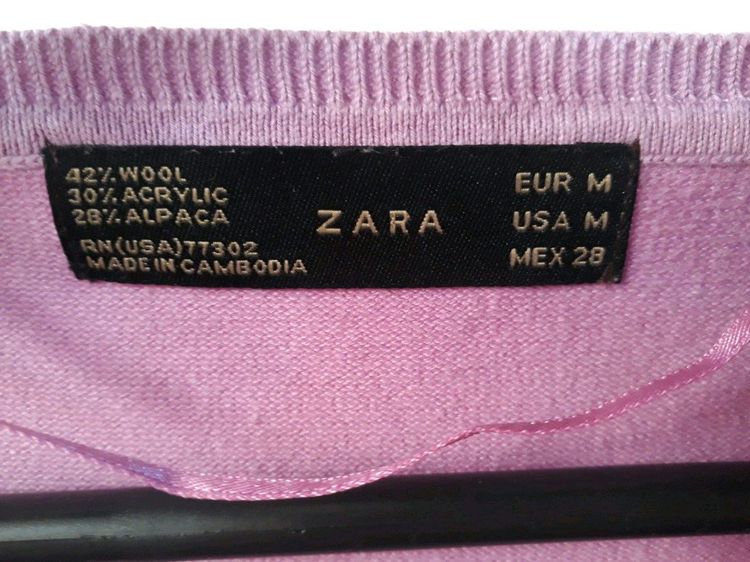 42% WOOL
30% ACRYLIC
28% ALPACA
RN(USA)77302
MADE IN CAMBODIA
ZARA
EUR M
USA M
MEX 28